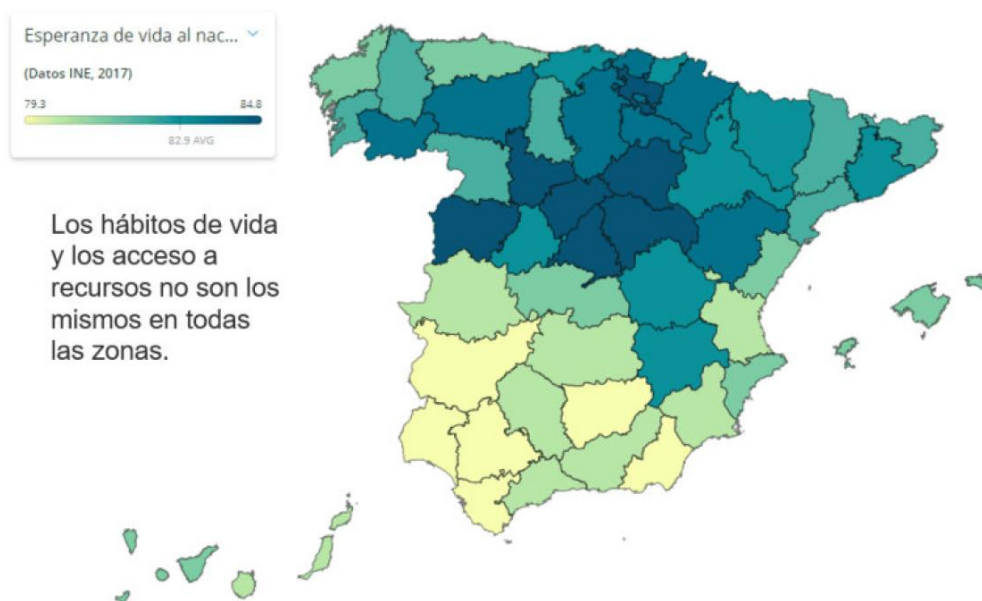 Esperanza de vida al nac...
(Datos INE, 2017)
79.3 84.8
82.9 AVG
Los hábitos de vida
y los acceso a
recursos no son los
mismos en todas
las zonas.